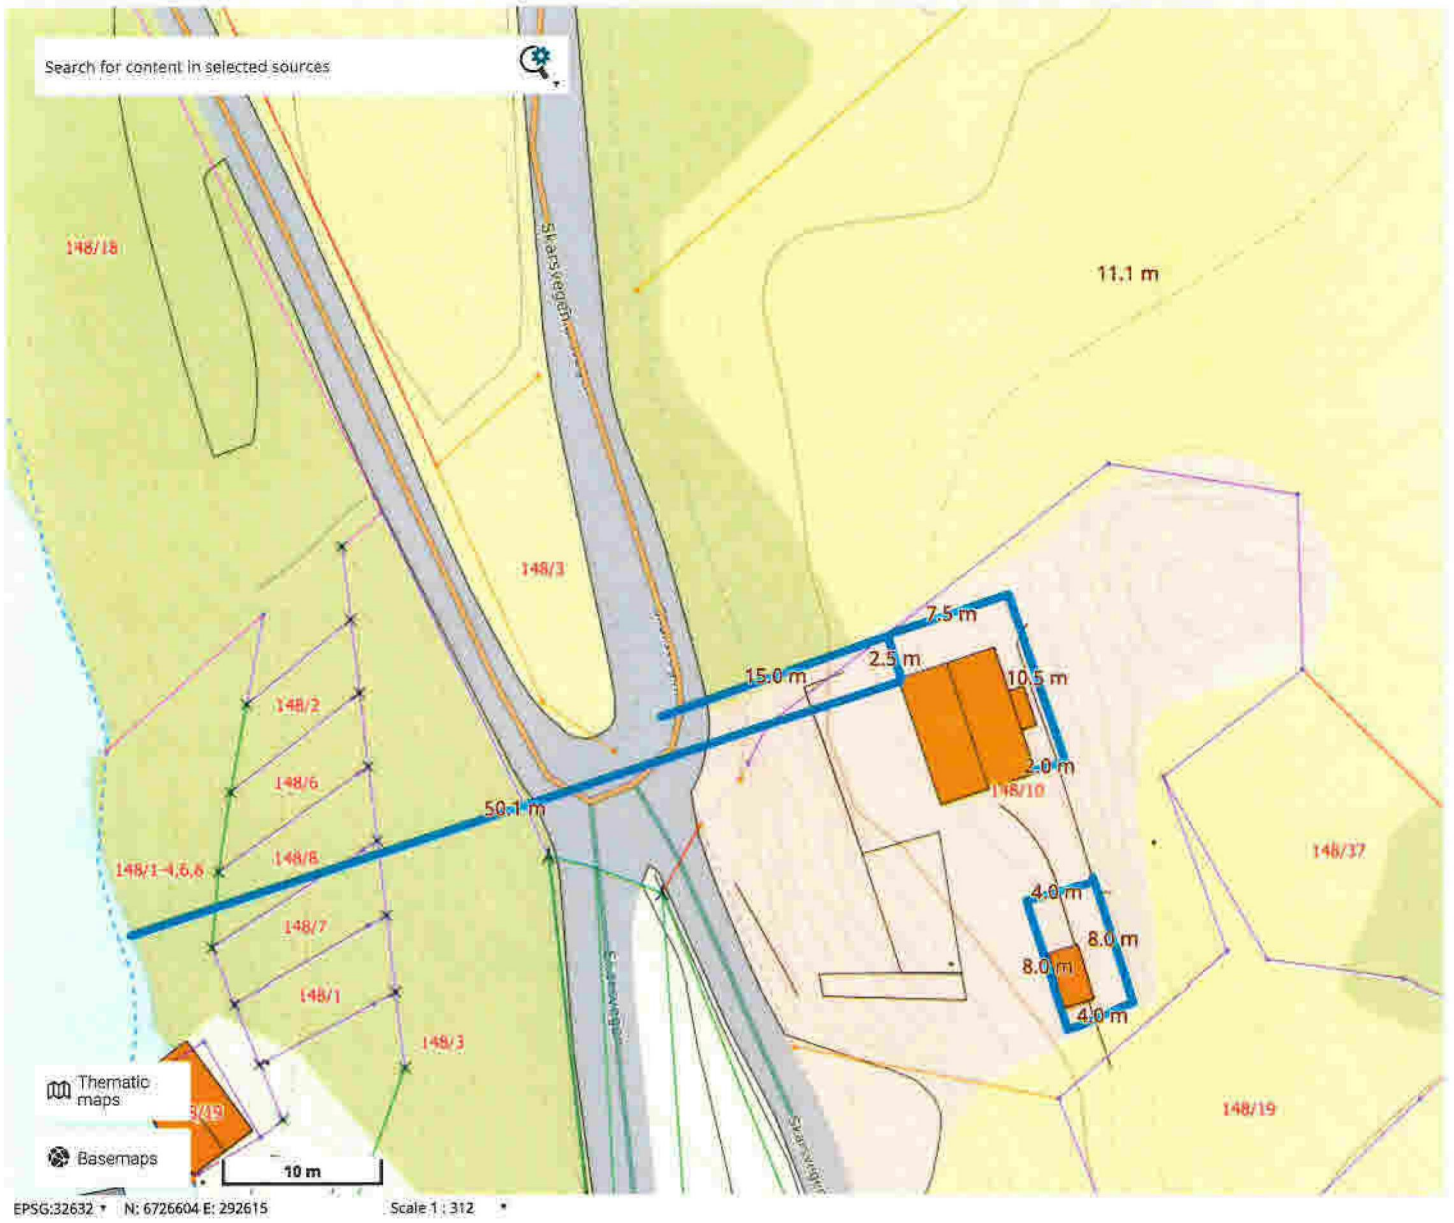 Search for content in selected sources
148/18
Skarsvegen
11.1 m
148/3
7.5 m
2.5 m
15.0 m
10.5 m
148/2
2.0 m
148/6
148/10
50.1 m
148/8
148/37
148/1-4,6,8
4.0 m
148/7
8.0 m
8.0 m
148/1
4.0 m
148/3
Thematic
maps
148/19
Skarsvegen
Basemaps
10 m
EPSG:32632
N: 6726604 E: 292615
Scale 1 : 312